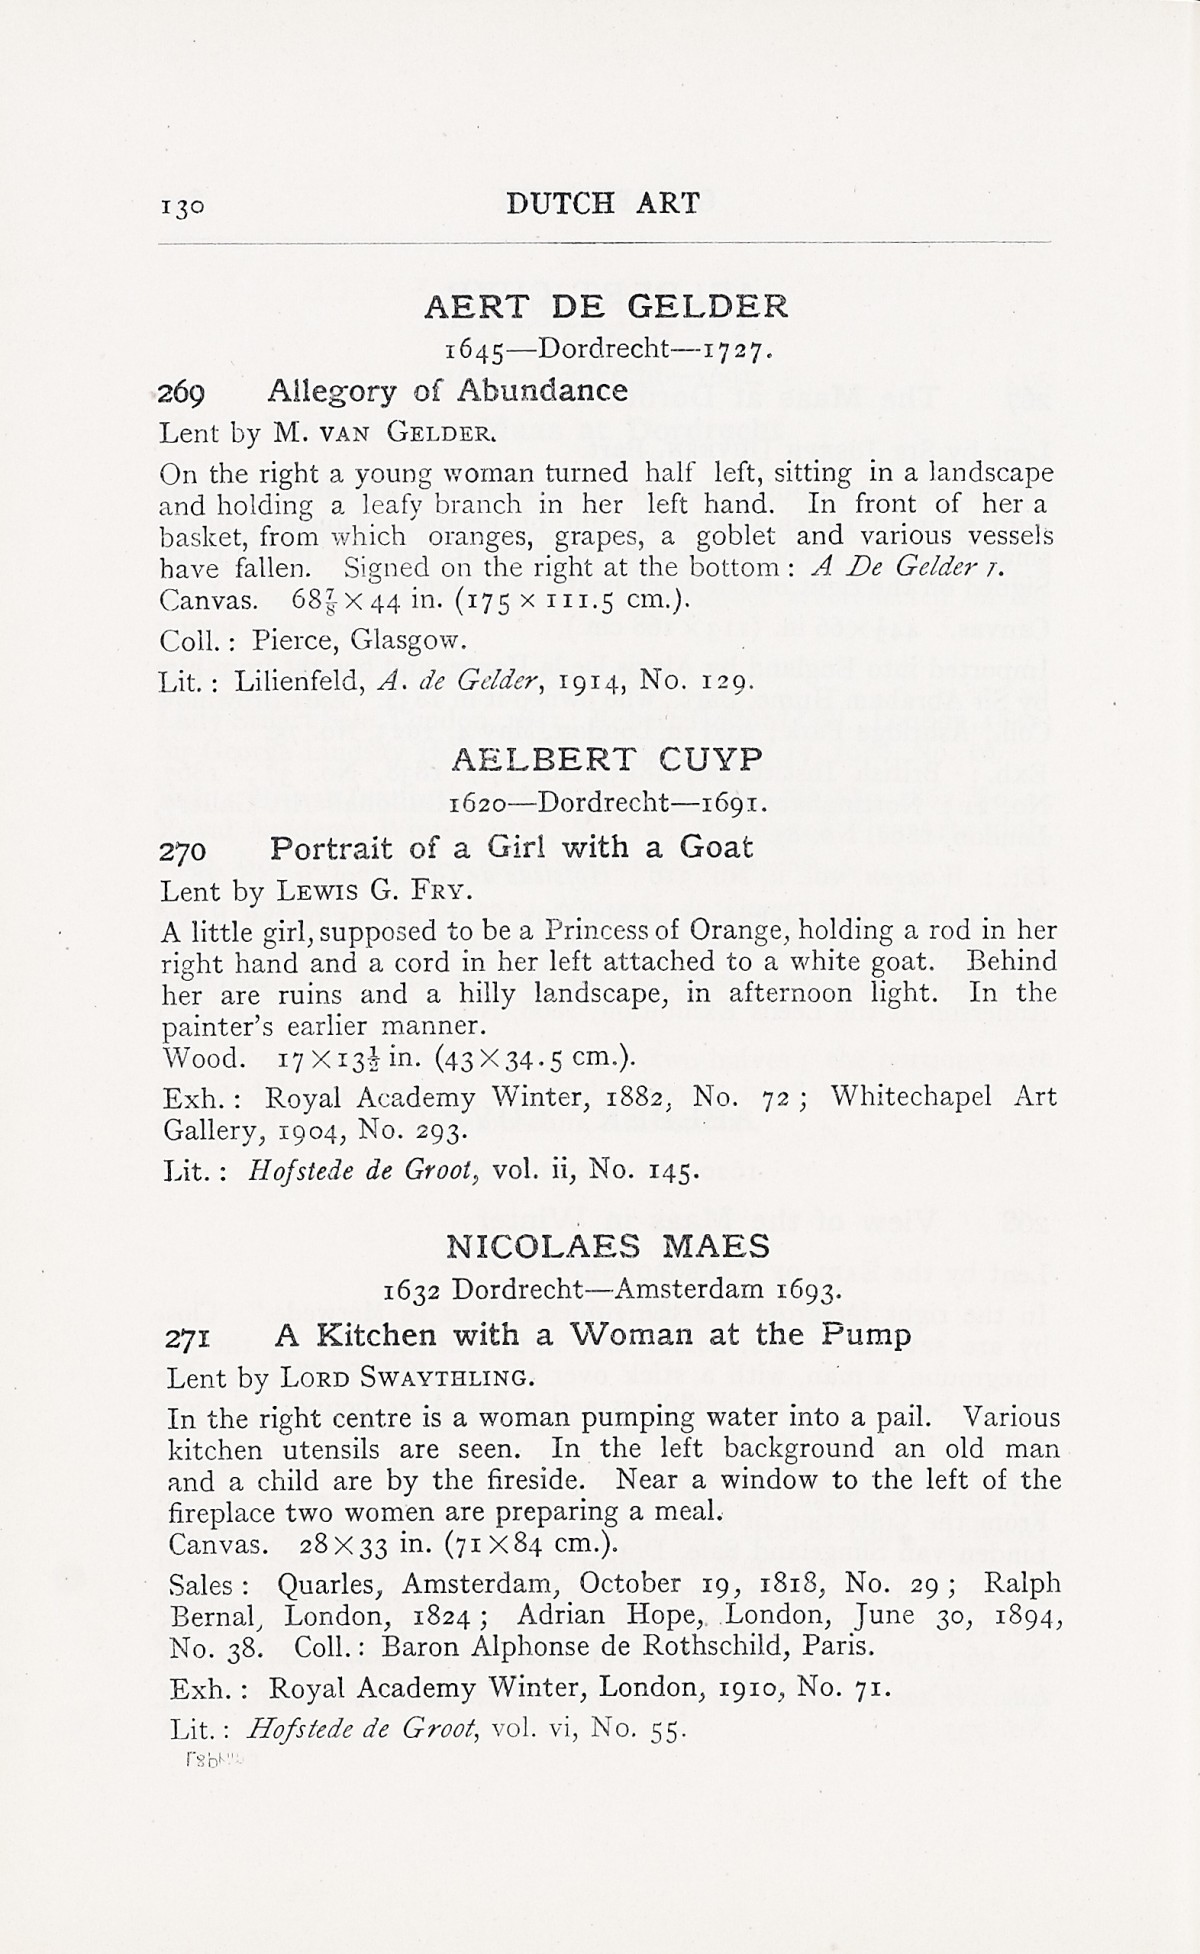 130 DUTCH ART
AERT DE GELDER
1645—Dordrecht—1727.
269 Allegory of Abundance
Lent by M. VAN GELDER.
On the right a young woman turned half left, sitting in a landscape
and holding a leafy branch in her left hand. In front of her a
basket, from which oranges, grapes, a goblet and various vessels
have fallen. Signed on the right at the bottom : A De Gelder 1.
Canvas. 68⅞ × 44 in. (175 × 111.5 cm.).
Coll. : Pierce, Glasgow.
Lit. : Lilienfeld, A. de Gelder, 1914, No. 129.
AELBERT CUYP
1620—Dordrecht—1691.
270 Portrait of a Girl with a Goat
Lent by LEWIS G. FRY.
A little girl, supposed to be a Princess of Orange, holding a rod in her
right hand and a cord in her left attached to a white goat. Behind
her are ruins and a hilly landscape, in afternoon light. In the
painter's earlier manner.
Wood. 17 × 13½ in. (43 × 34.5 cm.).
Exh. : Royal Academy Winter, 1882, No. 72 ; Whitechapel Art
Gallery, 1904, No. 293.
Lit. : Hofstede de Groot, vol. ii, No. 145.
NICOLAES MAES
1632 Dordrecht—Amsterdam 1693.
271 A Kitchen with a Woman at the Pump
Lent by LORD SWAYTHLING.
In the right centre is a woman pumping water into a pail. Various
kitchen utensils are seen. In the left background an old man
and a child are by the fireside. Near a window to the left of the
fireplace two women are preparing a meal.
Canvas. 28 × 33 in. (71 × 84 cm.).
Sales : Quarles, Amsterdam, October 19, 1818, No. 29 ; Ralph
Bernal, London, 1824 ; Adrian Hope, London, June 30, 1894,
No. 38. Coll. : Baron Alphonse de Rothschild, Paris.
Exh. : Royal Academy Winter, London, 1910, No. 71.
Lit. : Hofstede de Groot, vol. vi, No. 55.